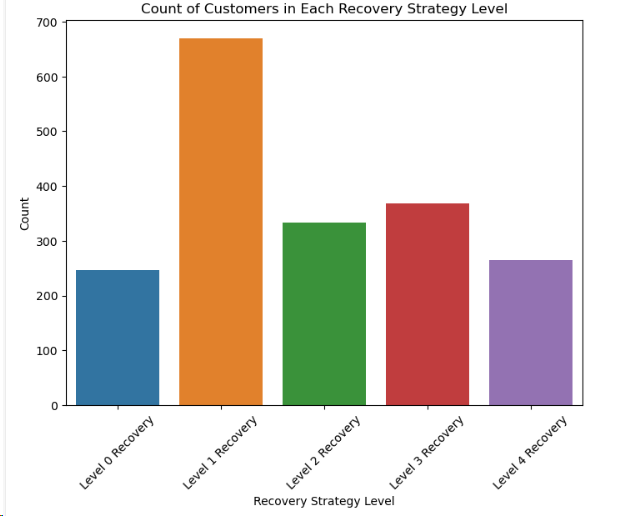 Count of Customers in Each Recovery Strategy Level
700
600
500
400
300
200
100
0
Count
Level 0 Recovery
Level 1 Recovery
Level 2 Recovery
Level 3 Recovery
Level 4 Recovery
Recovery Strategy Level